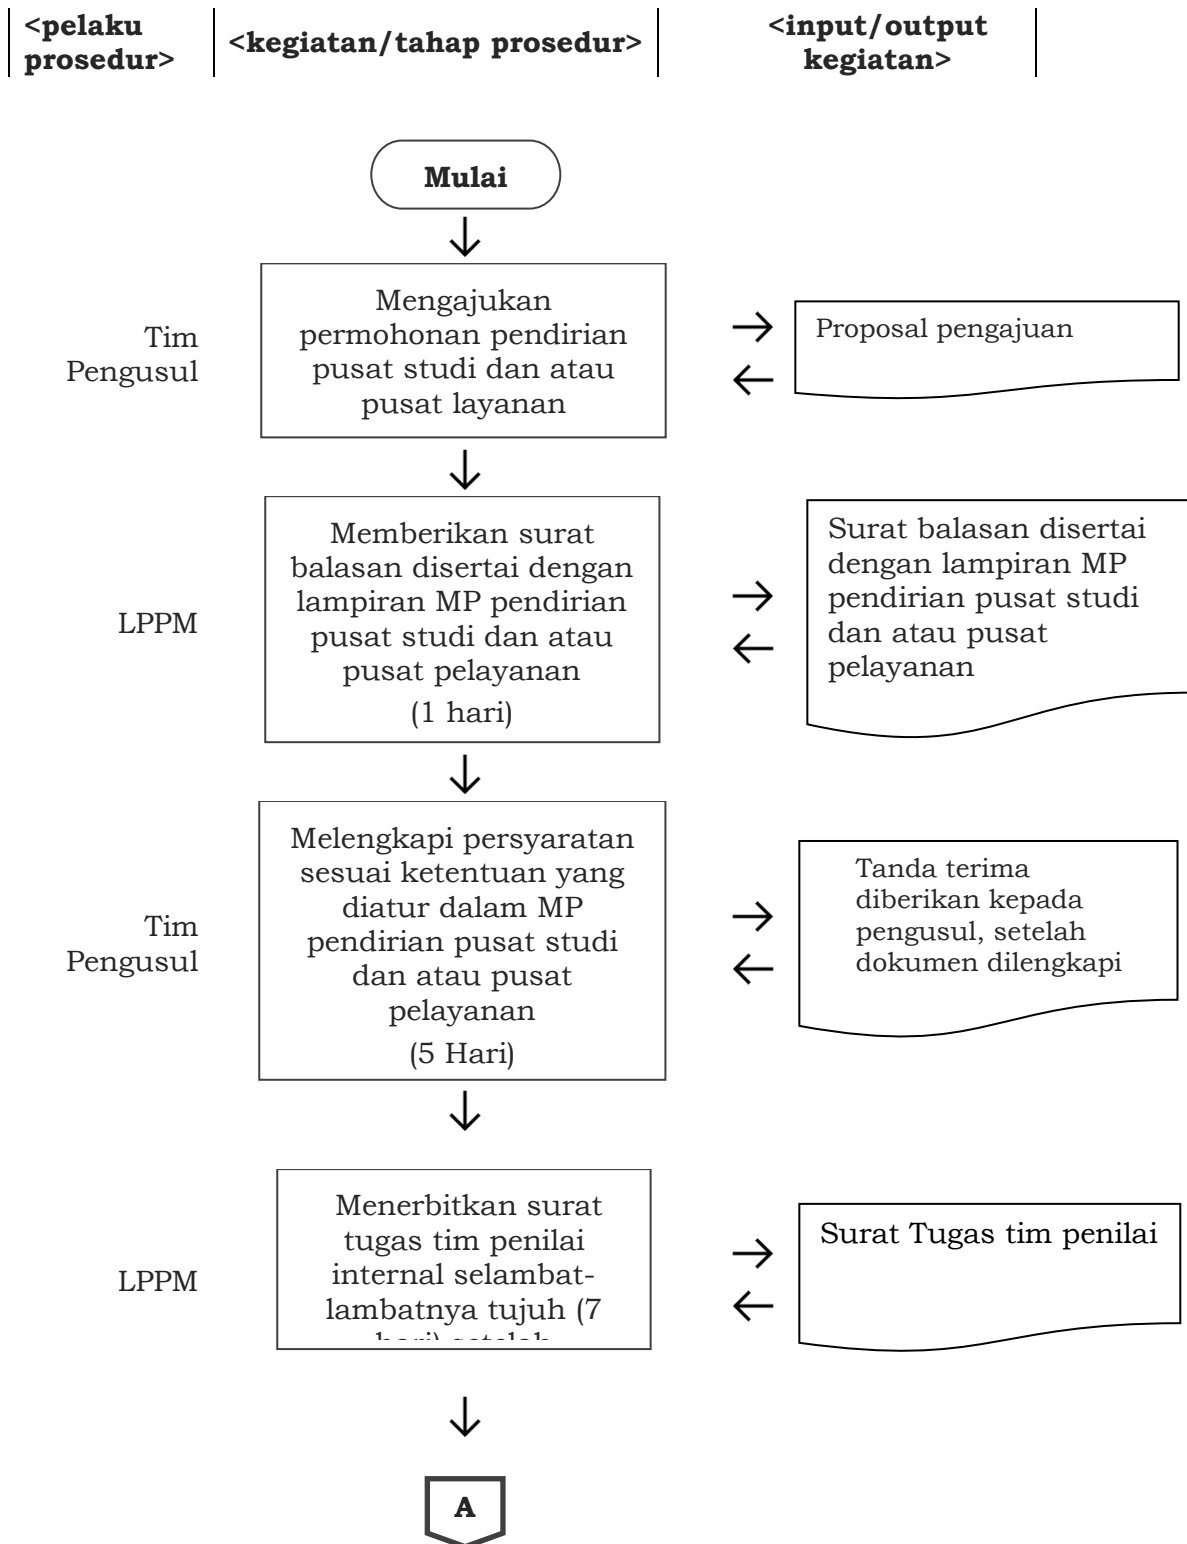 <pelaku
prosedur>
<kegiatan/tahap prosedur>
<input/output
kegiatan>
Mulai
Tim
Pengusul
Mengajukan
permohonan pendirian
pusat studi dan atau
pusat layanan
Proposal pengajuan
LPPM
Memberikan surat
balasan disertai dengan
lampiran MP pendirian
pusat studi dan atau
pusat pelayanan
(1 hari)
Surat balasan disertai
dengan lampiran MP
pendirian pusat studi
dan atau pusat
pelayanan
Tim
Pengusul
Melengkapi persyaratan
sesuai ketentuan yang
diatur dalam MP
pendirian pusat studi
dan atau pusat
pelayanan
(5 Hari)
Tanda terima
diberikan kepada
pengusul, setelah
dokumen dilengkapi
LPPM
Menerbitkan surat
tugas tim penilai
internal selambat-
lambatnya tujuh (7
hari) setelah
Surat Tugas tim penilai
A